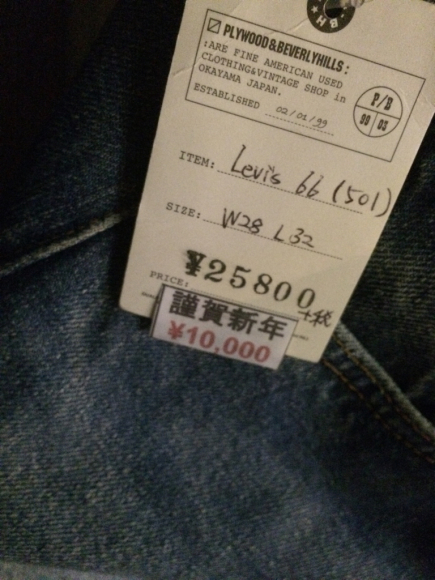 PLYWOOD&BEVERLYHILLS:
:ARE FINE AMERICAN USED
CLOTHING&VINTAGE SHOP in
OKAYAMA JAPAN.
ESTABLISHED 02/01/99
P/B
99 03
ITEM: Levi's 66 (501)
SIZE: W28 L32
PRICE: ¥25800
+税
謹賀新年
¥10,000